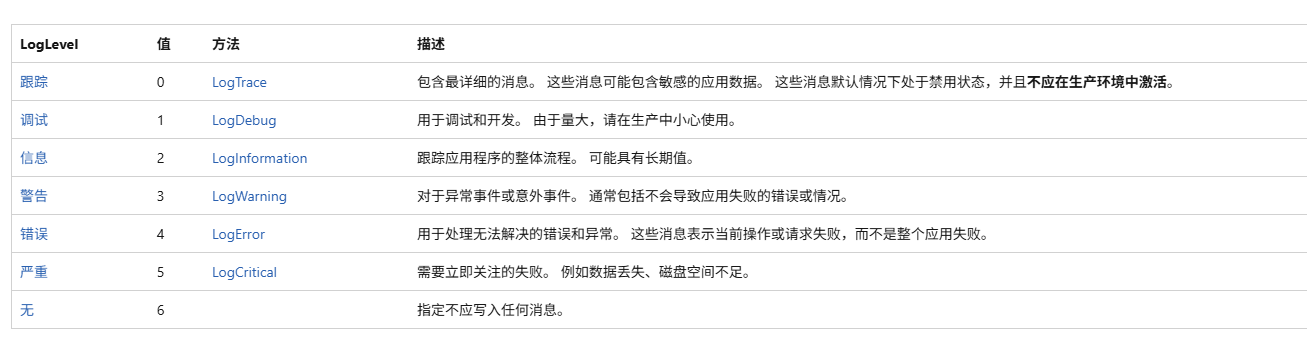 LogLevel 值 方法 描述
跟踪 0 LogTrace 包含最详细的消息。 这些消息可能包含敏感的应用数据。 这些消息默认情况下处于禁用状态，并且不应在生产环境中激活。
调试 1 LogDebug 用于调试和开发。 由于量大，请在生产中小心使用。
信息 2 LogInformation 跟踪应用程序的整体流程。 可能具有长期值。
警告 3 LogWarning 对于异常事件或意外事件。 通常包括不会导致应用失败的错误或情况。
错误 4 LogError 用于处理无法解决的错误和异常。 这些消息表示当前操作或请求失败，而不是整个应用失败。
严重 5 LogCritical 需要立即关注的失败。 例如数据丢失、磁盘空间不足。
无 6 指定不应写入任何消息。